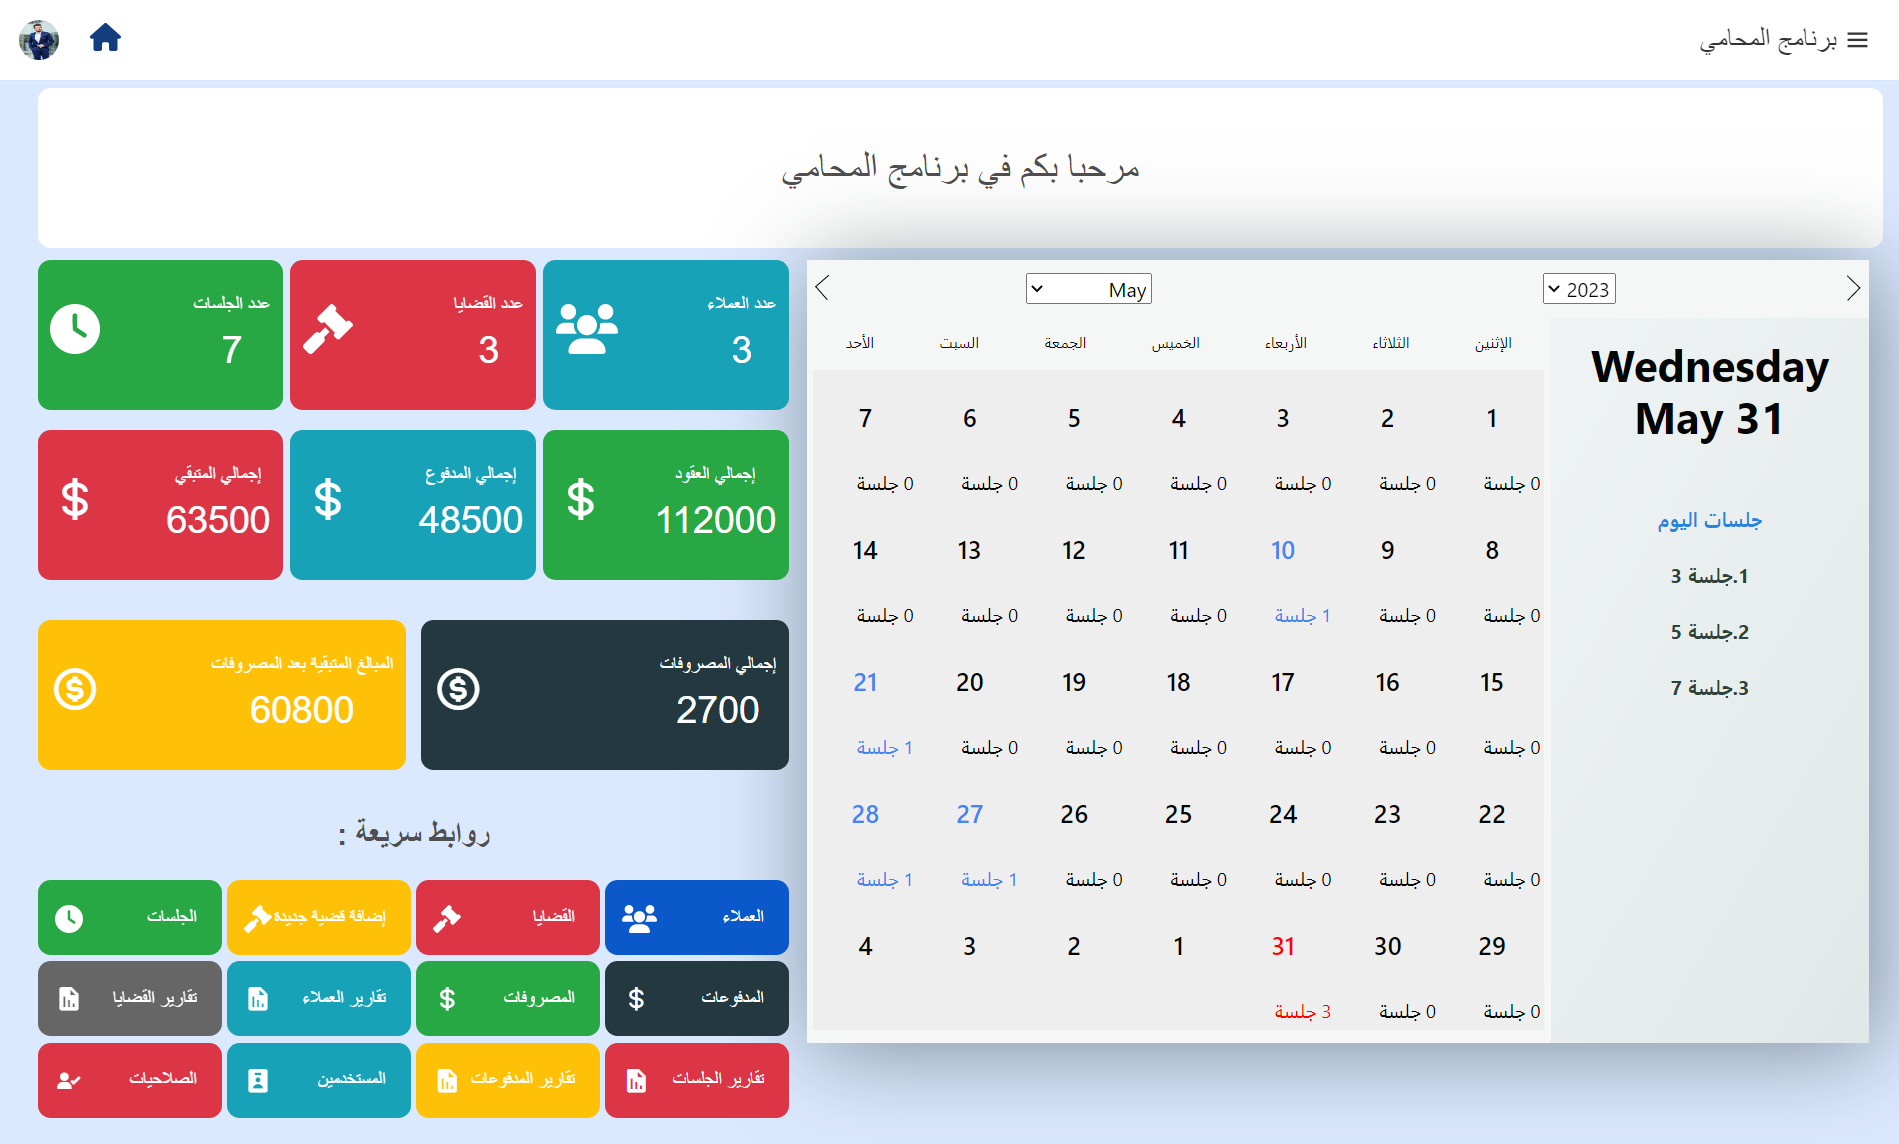 برنامج المحامي
مرحبا بكم في برنامج المحامي
2023
May
الإثنين الثلاثاء الأربعاء الخميس الجمعة السبت الأحد
1 2 3 4 5 6 7
0 جلسة 0 جلسة 0 جلسة 0 جلسة 0 جلسة 0 جلسة 0 جلسة
8 9 10 11 12 13 14
0 جلسة 0 جلسة 1 جلسة 0 جلسة 0 جلسة 0 جلسة 0 جلسة
15 16 17 18 19 20 21
0 جلسة 0 جلسة 0 جلسة 0 جلسة 0 جلسة 0 جلسة 1 جلسة
22 23 24 25 26 27 28
0 جلسة 0 جلسة 0 جلسة 0 جلسة 0 جلسة 1 جلسة 1 جلسة
29 30 31 1 2 3 4
0 جلسة 0 جلسة 3 جلسة
Wednesday
May 31
جلسات اليوم
1.جلسة 3
2.جلسة 5
3.جلسة 7
عدد العملاء
3
عدد القضايا
3
عدد الجلسات
7
إجمالي العقود
112000
إجمالي المدفوع
48500
إجمالي المتبقي
63500
إجمالي المصروفات
2700
المبالغ المتبقية بعد المصروفات
60800
روابط سريعة :
العملاء
القضايا
إضافة قضية جديدة
الجلسات
المدفوعات
المصروفات
تقارير العملاء
تقارير القضايا
تقارير الجلسات
تقارير المدفوعات
المستخدمين
الصلاحيات